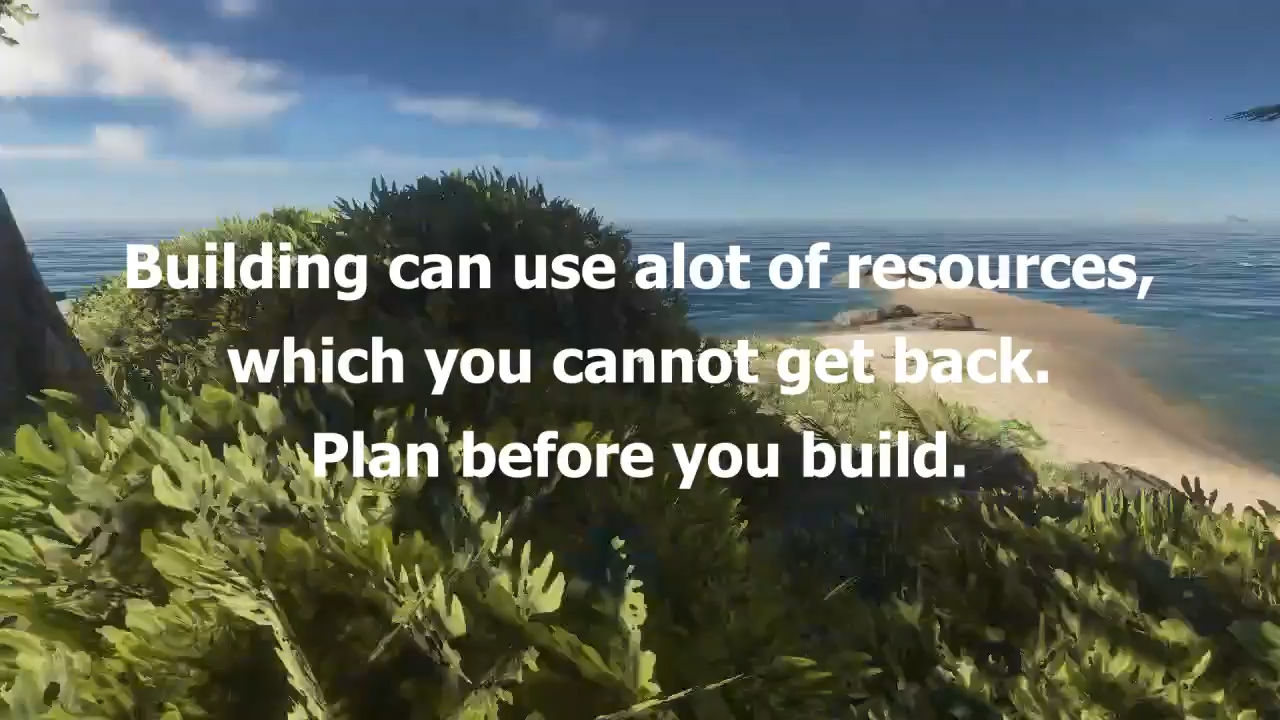 Building can use alot of resources,
which you cannot get back.
Plan before you build.